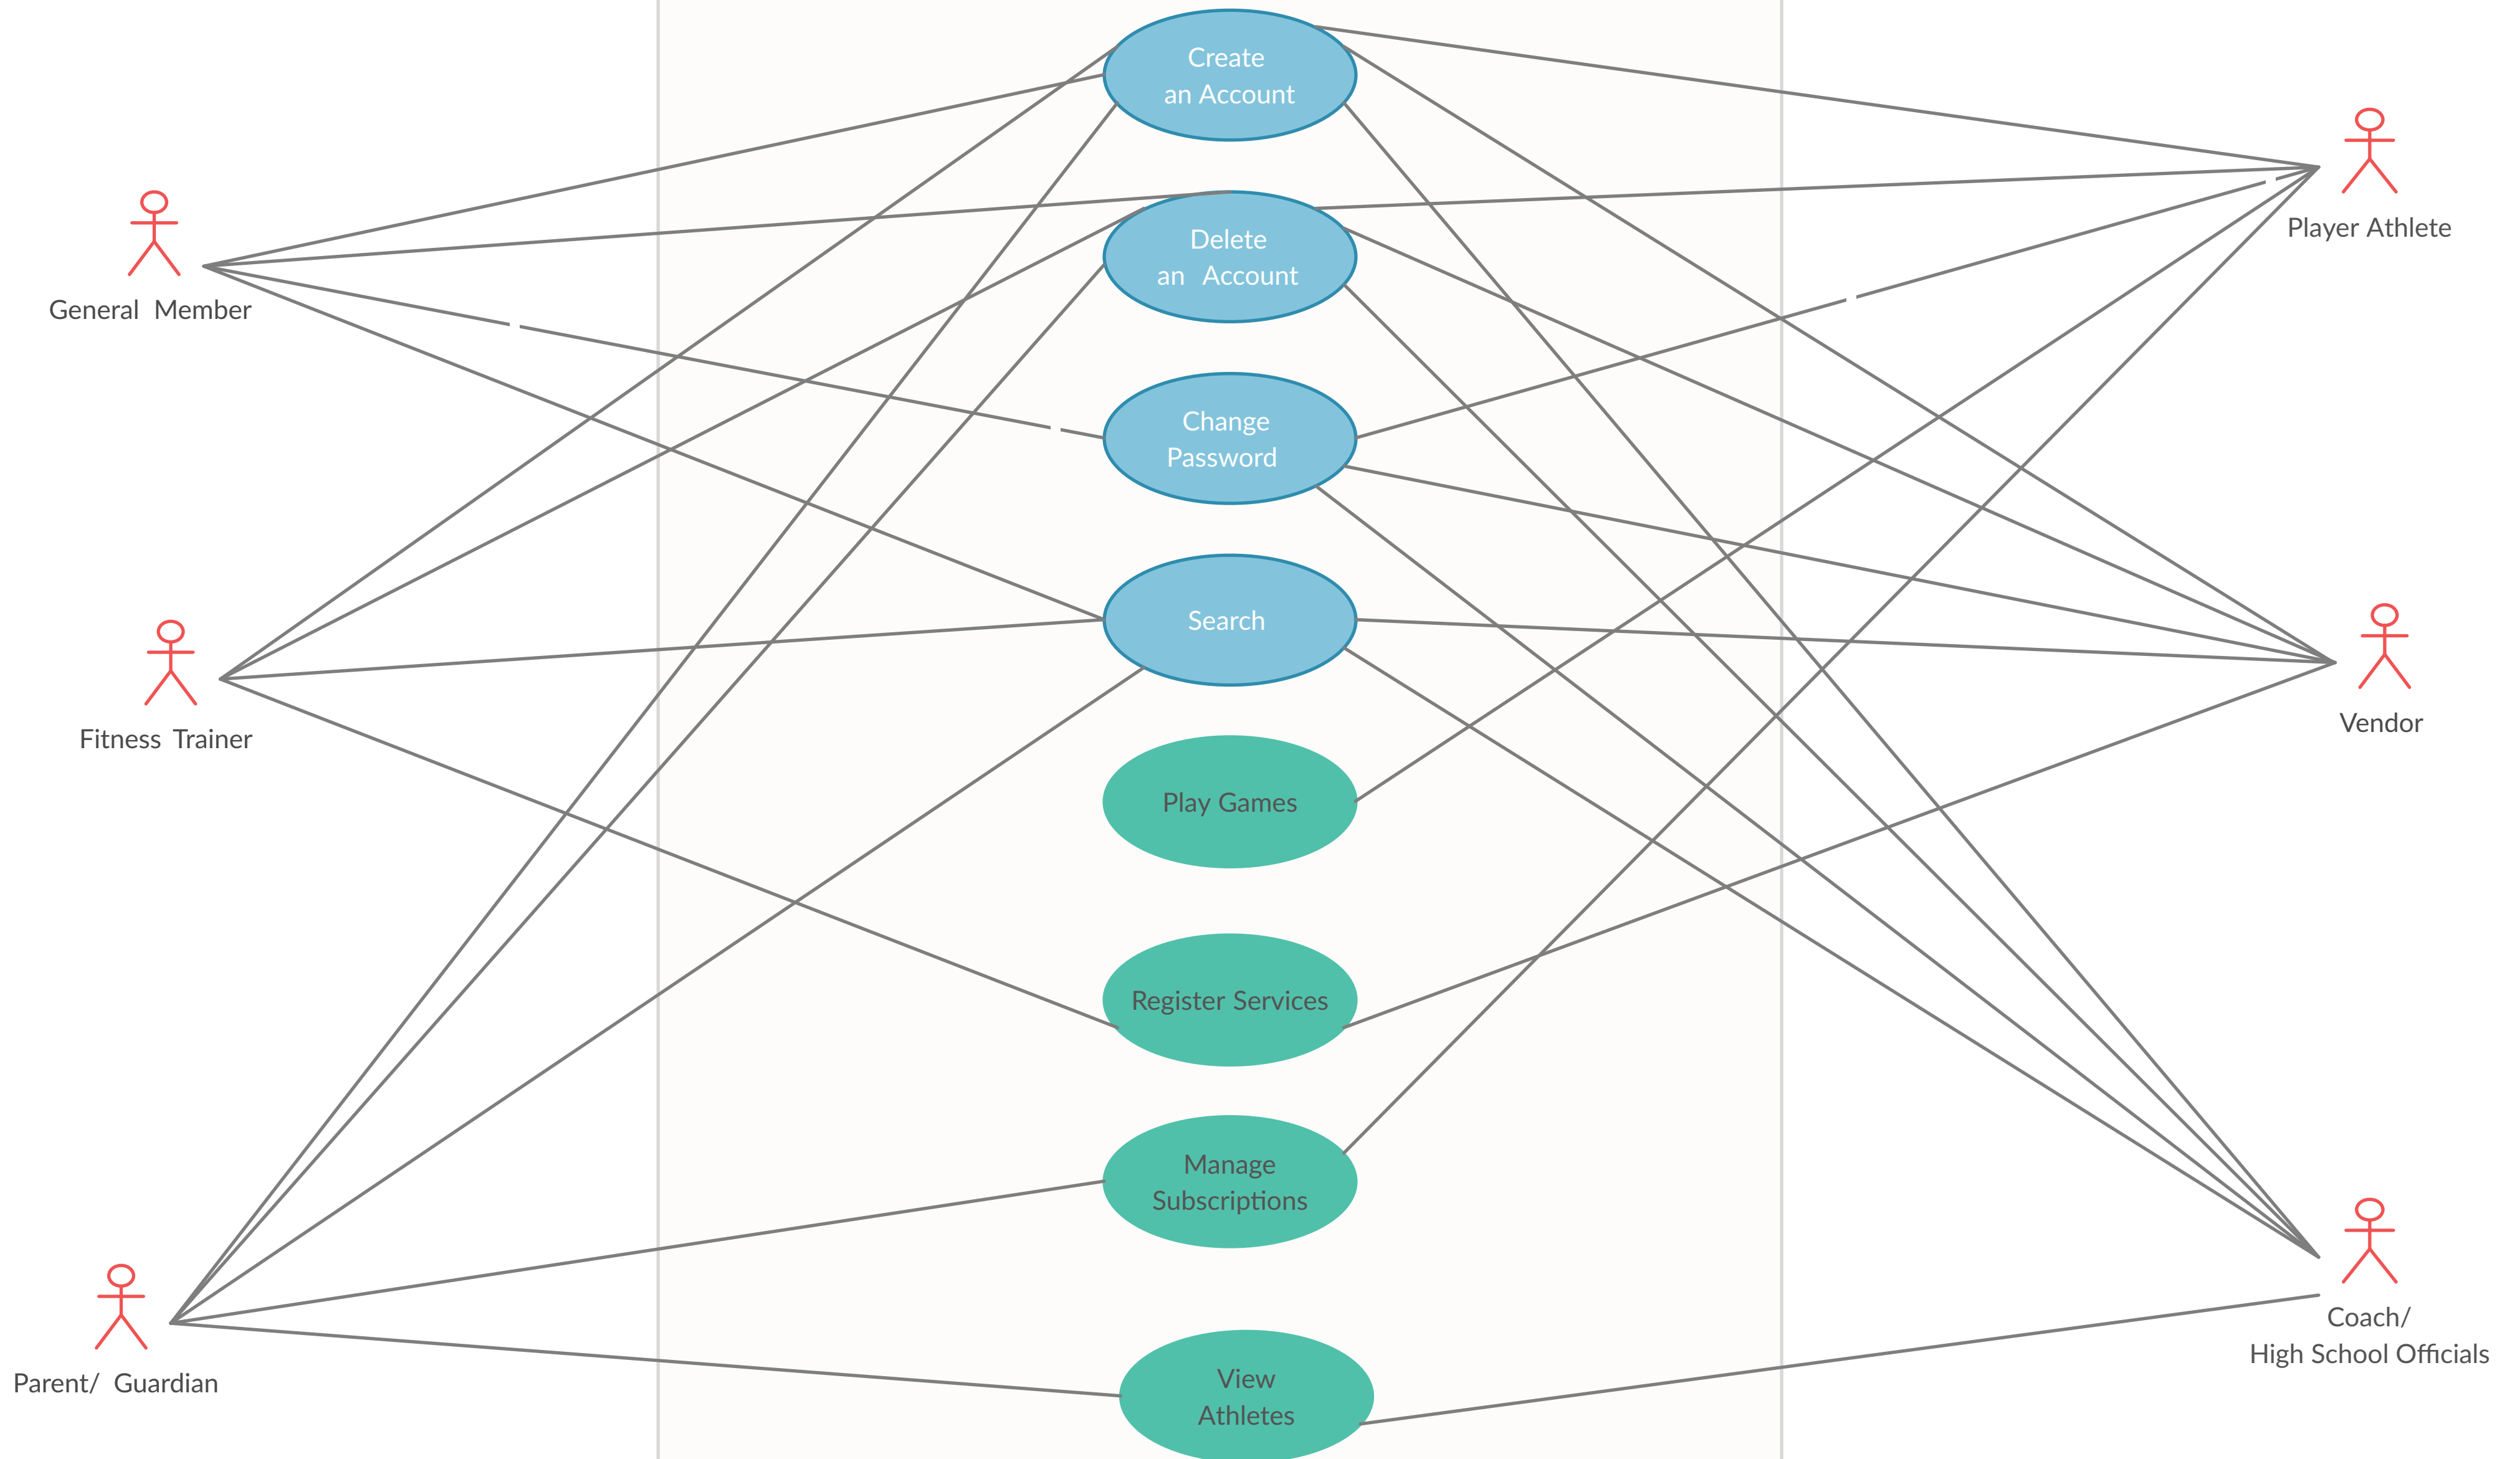 Create
an Account
Player Athlete
Delete
an Account
General Member
Change
Password
Search
Fitness Trainer
Vendor
Play Games
Register Services
Manage
Subscriptions
Coach/
High School Officials
Parent/ Guardian
View
Athletes